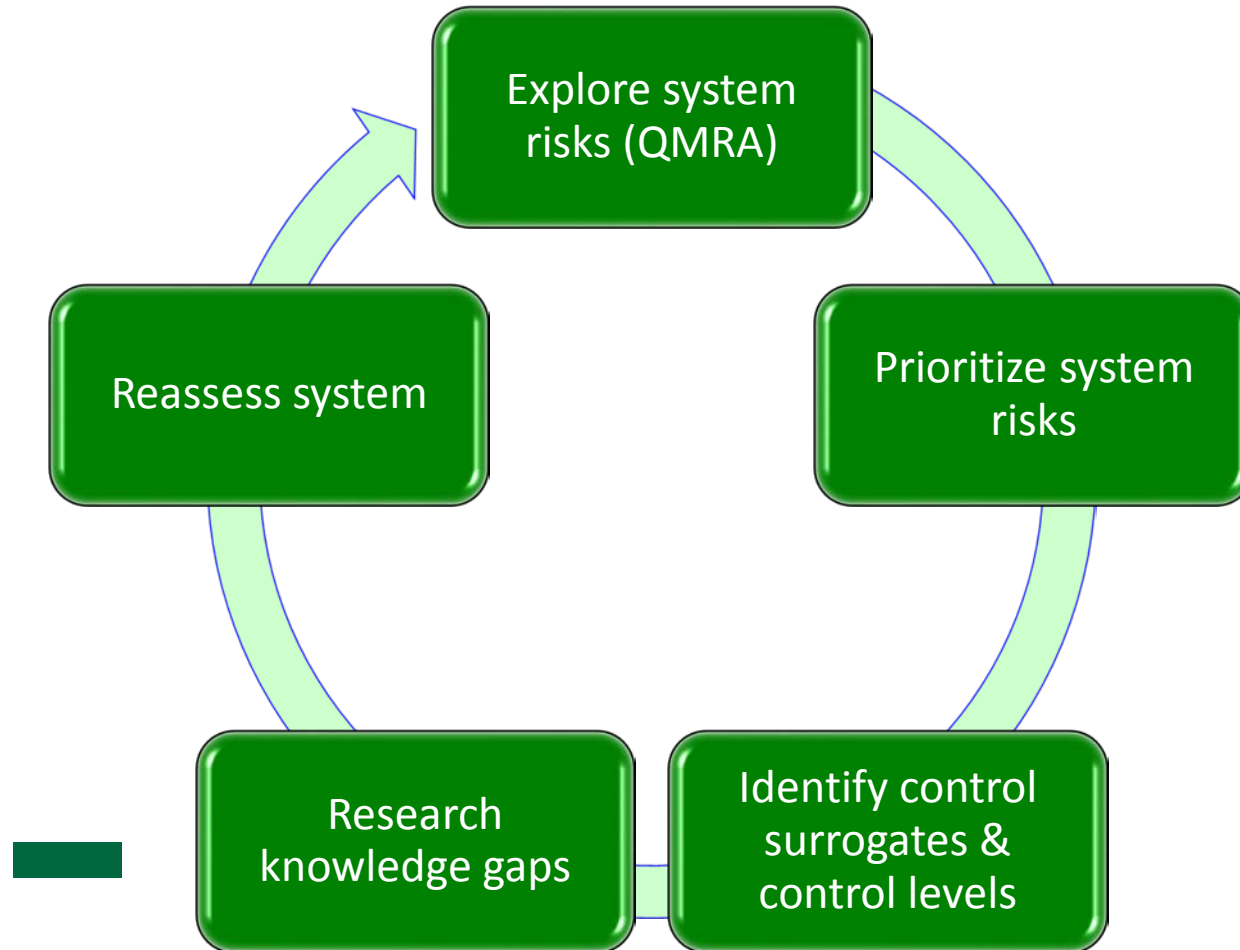 Explore system
risks (QMRA)
Prioritize system
risks
Identify control
surrogates &
control levels
Research
knowledge gaps
Reassess system